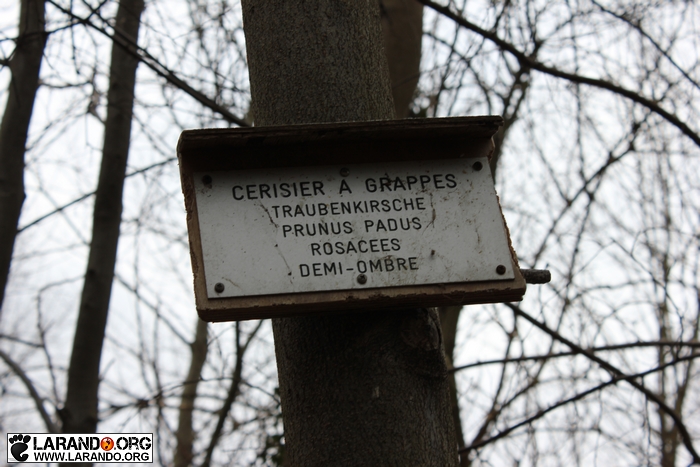 CERISIER A GRAPPES
TRAUBENKIRSCHE
PRUNUS PADUS
ROSACEES
DEMI-OMBRE
LARANDO.ORG
WWW.LARANDO.ORG